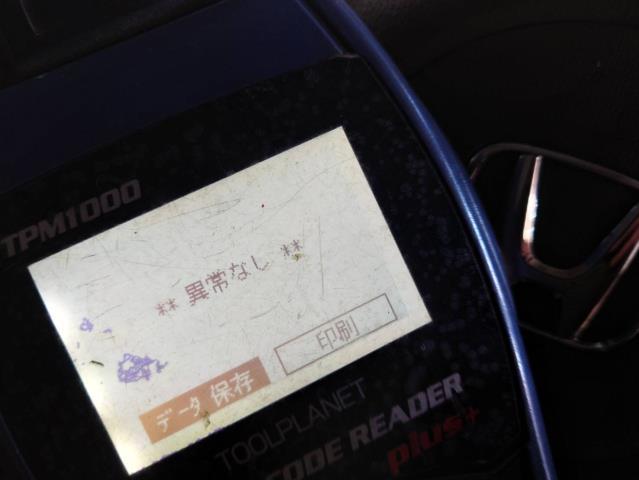 TPM1000
** 異常なし **
データ保存
印刷
TOOLPLANET
CODE READER
plus+